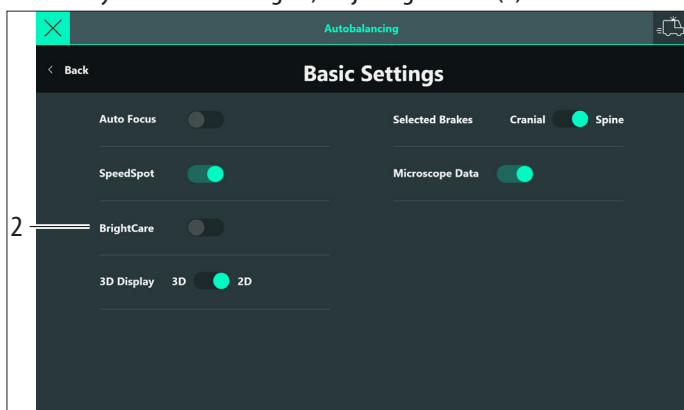 Autobalancing
< Back
Basic Settings
Auto Focus
Selected Brakes Cranial Spine
SpeedSpot
Microscope Data
2
BrightCare
3D Display 3D 2D